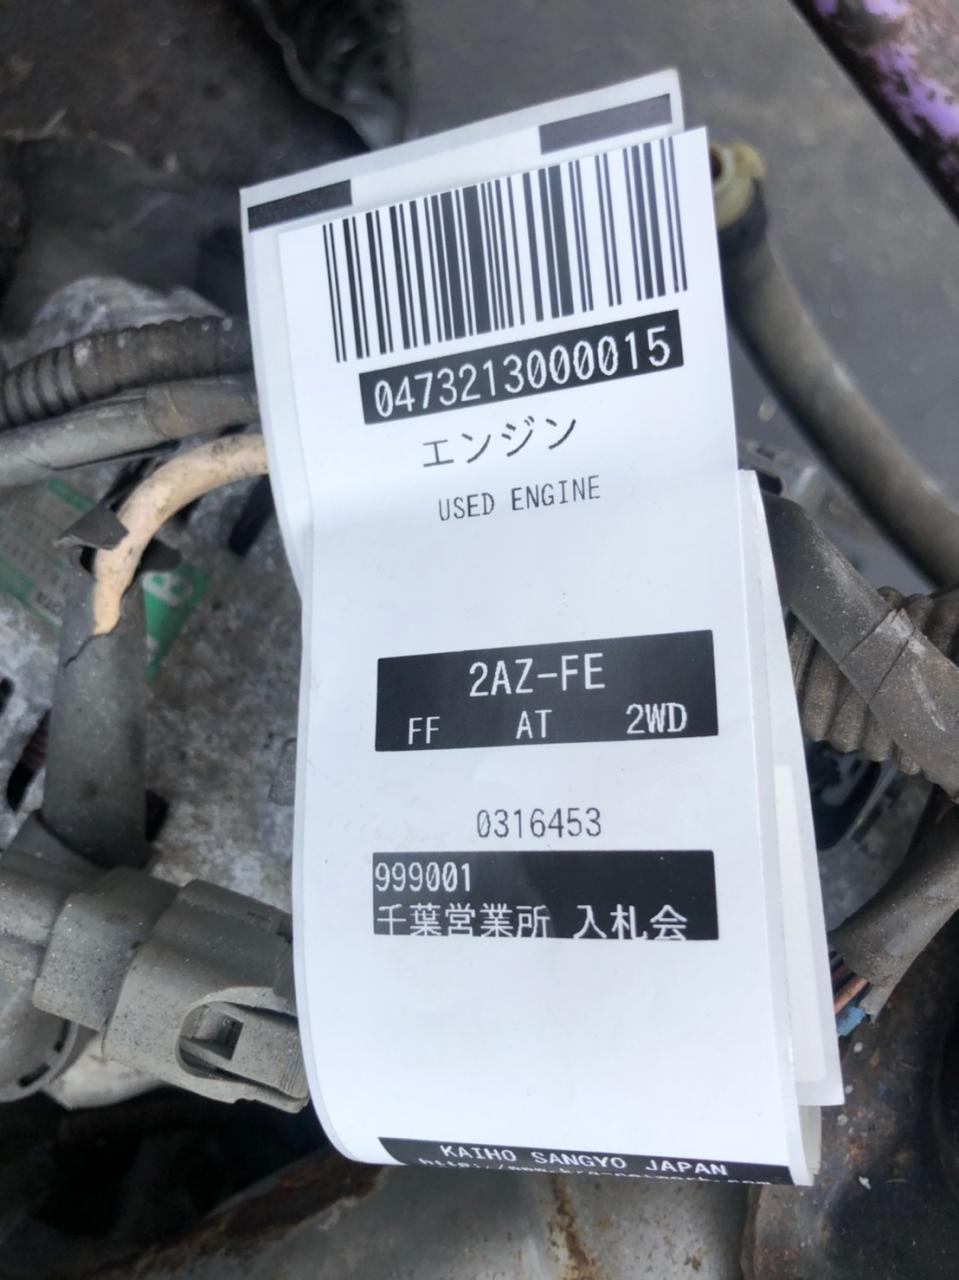 0473213000015
エンジン
USED ENGINE
2AZ-FE
FF AT 2WD
0316453
999001
千葉営業所 入札会
KAIHO SANGYO JAPAN